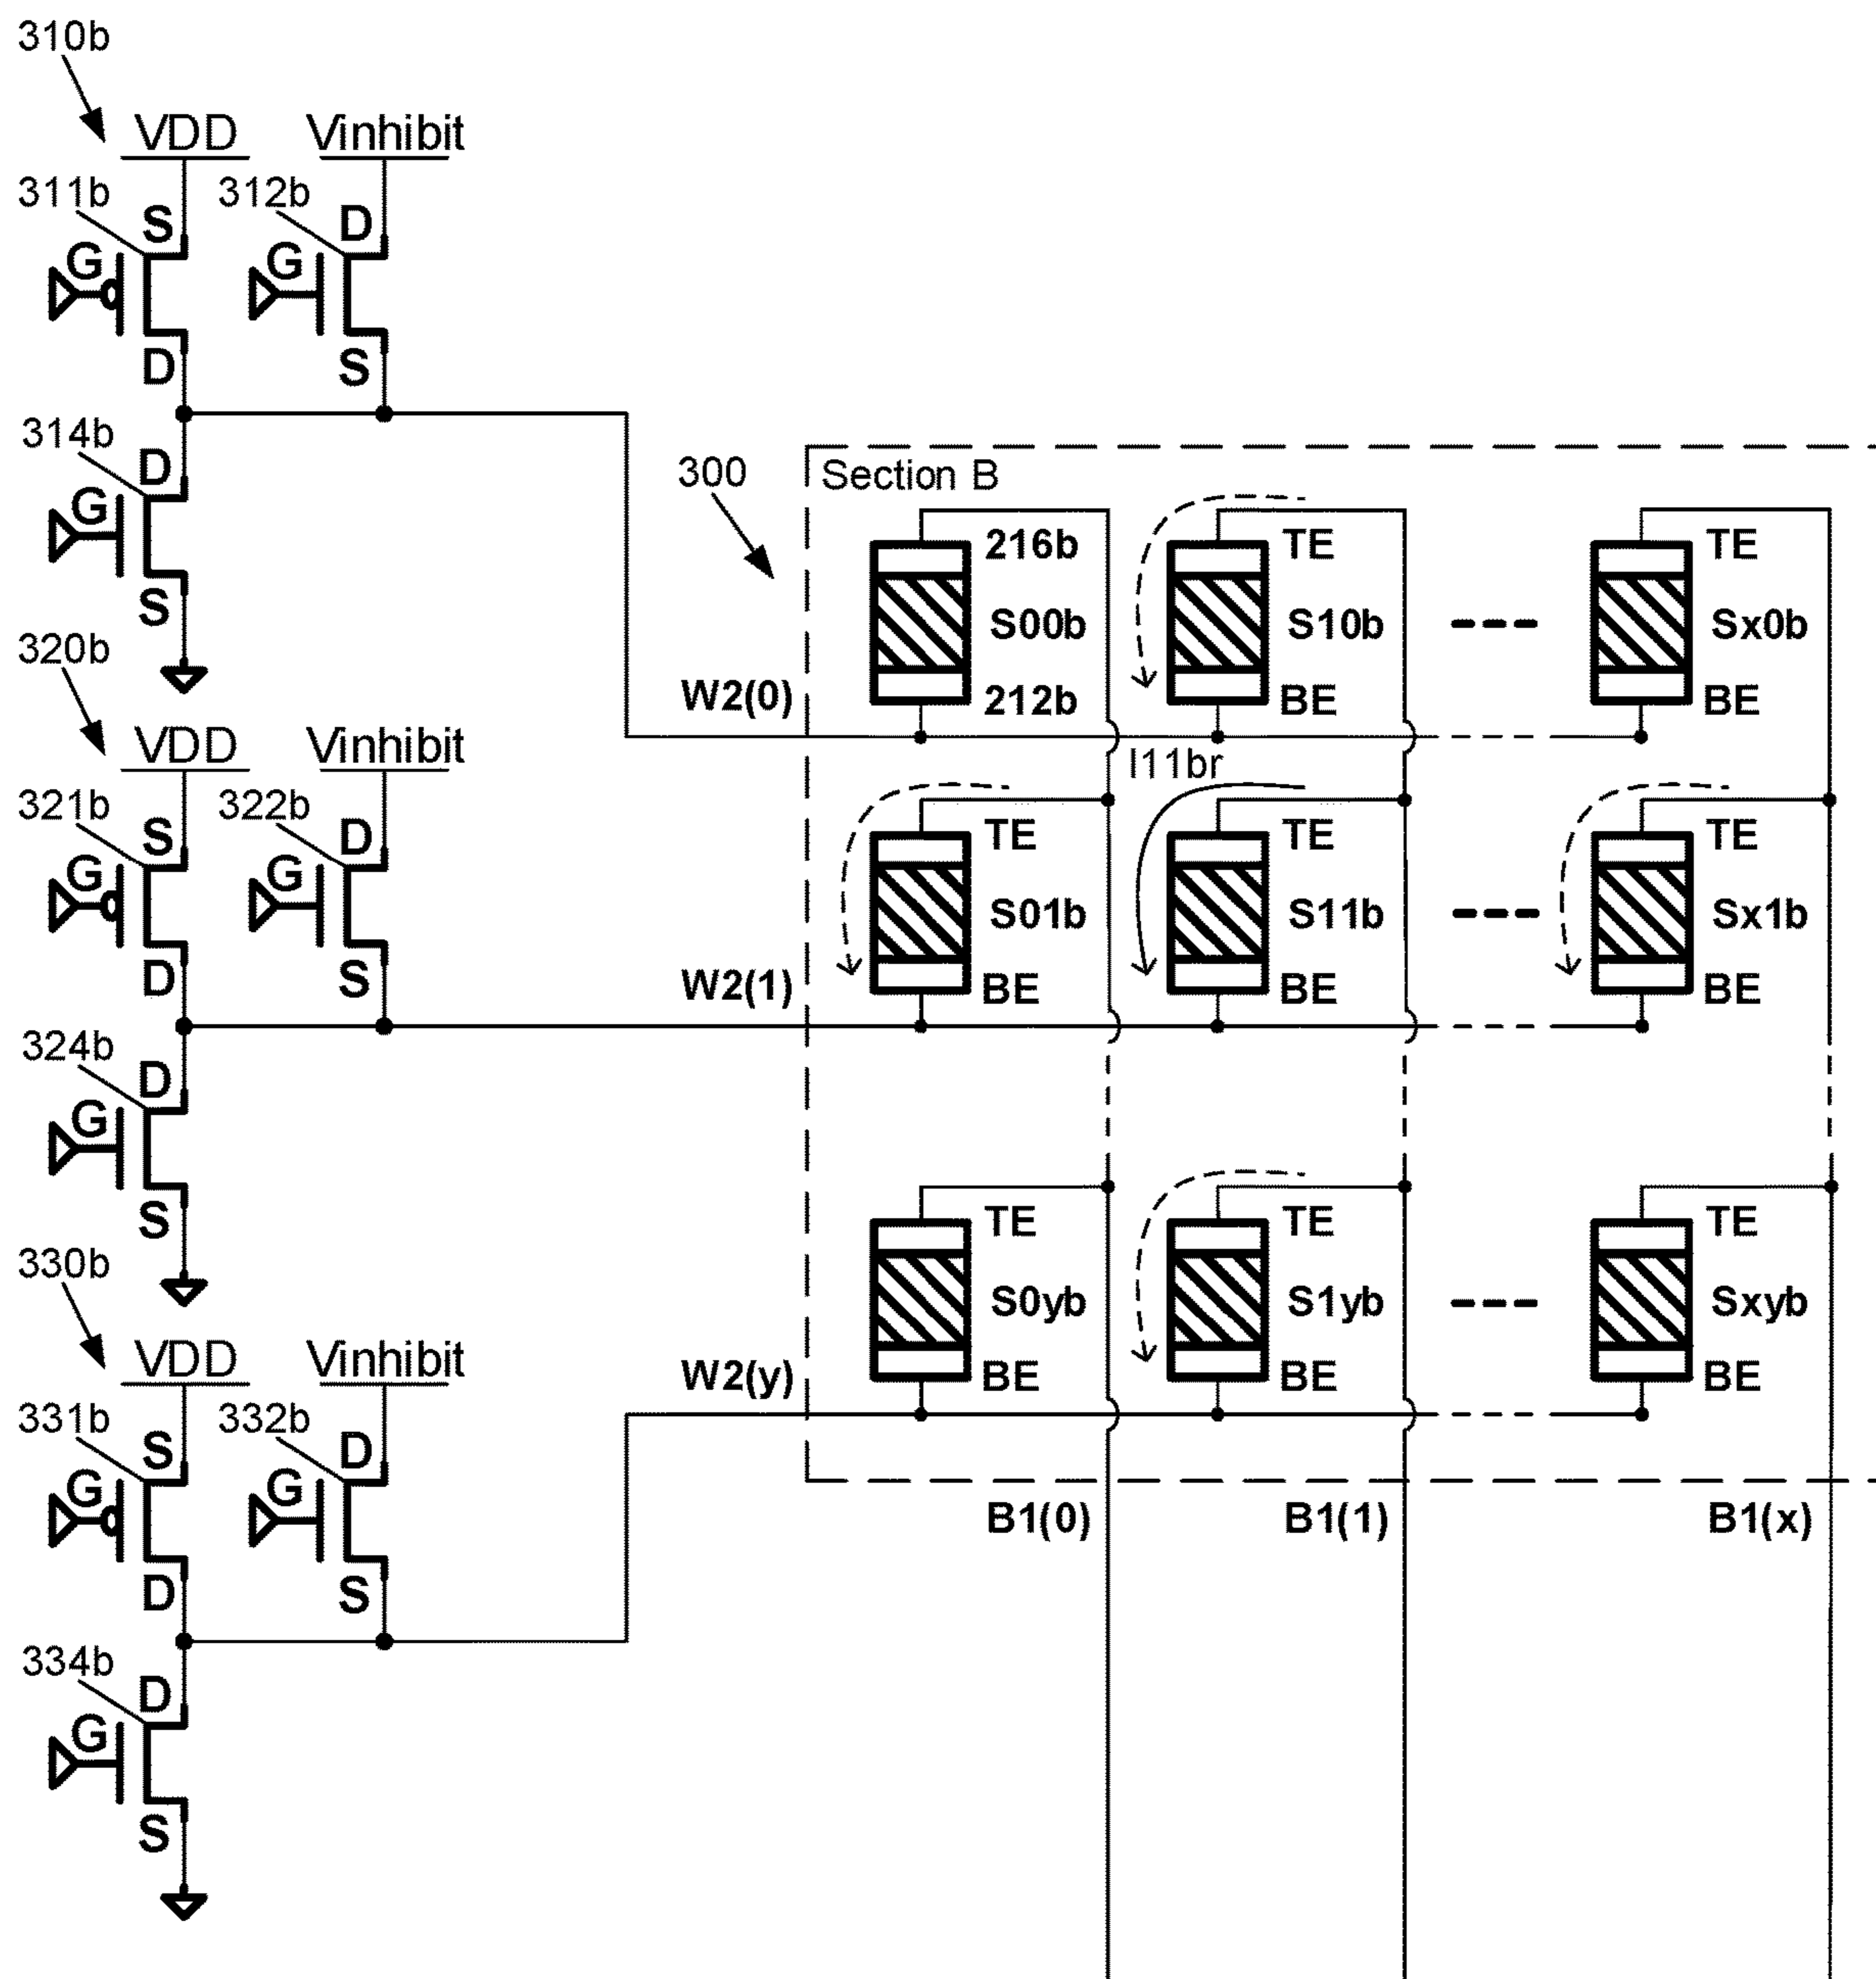 310b
VDD Vinhibit
311b S 312b D
G G
D S
314b D
G
S
300 Section B
216b TE TE
S00b S10b Sx0b
W2(0) 212b BE BE
320b
VDD Vinhibit
I11br
321b S 322b D
G G
D S
TE TE TE
S01b S11b Sx1b
W2(1) BE BE BE
324b D
G
S
TE TE TE
S0yb S1yb Sxyb
W2(y) BE BE BE
330b
VDD Vinhibit
331b S 332b D
G G
D S
B1(0) B1(1) B1(x)
334b D
G
S